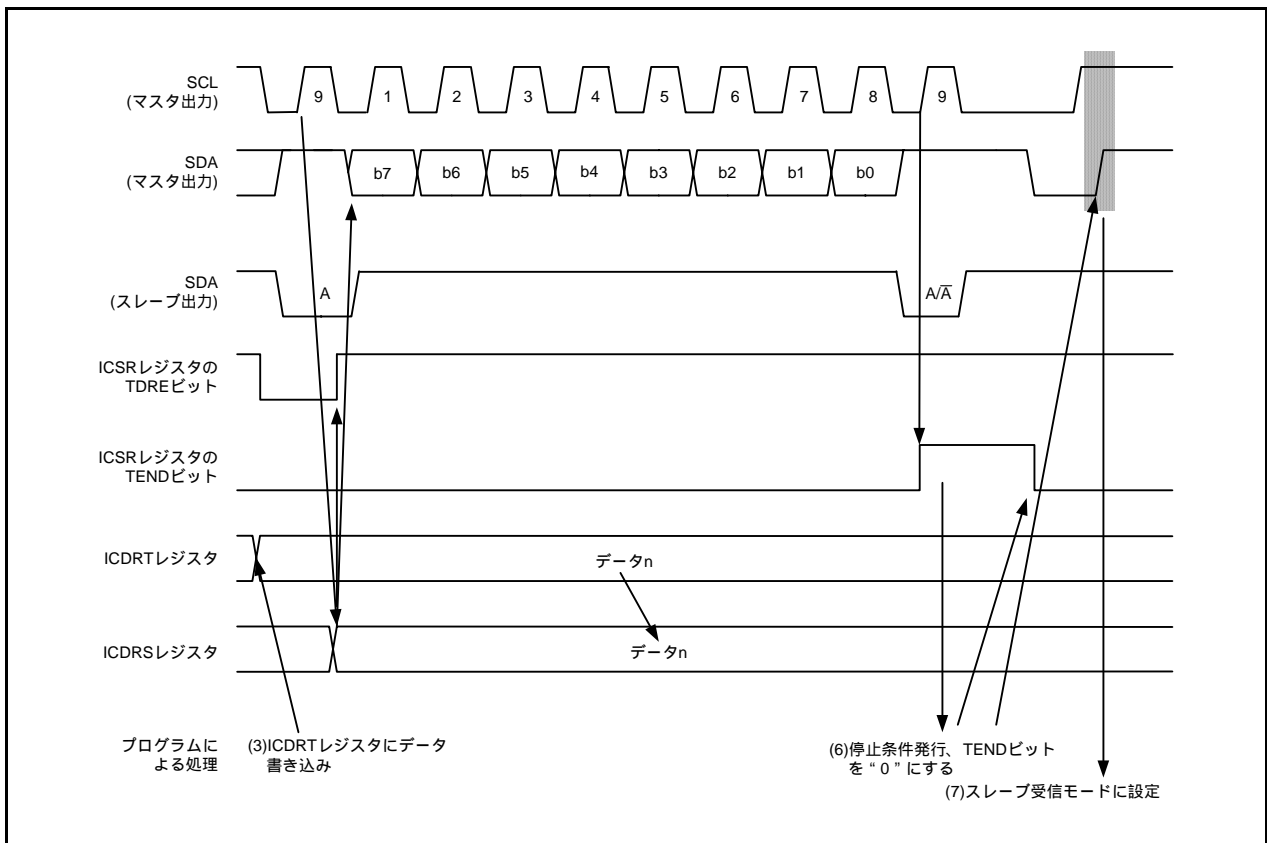 SCL
(マスタ出力)
9 1 2 3 4 5 6 7 8 9
SDA
(マスタ出力)
b7 b6 b5 b4 b3 b2 b1 b0
SDA
(スレーブ出力)
A
A/A̅
ICSRレジスタの
TDREビット
ICSRレジスタの
TENDビット
ICDRTレジスタ
データn
ICDRSレジスタ
データn
プログラムに
よる処理
(3)ICDRTレジスタにデータ
書き込み
(6)停止条件発行、TENDビット
を“0”にする
(7)スレーブ受信モードに設定